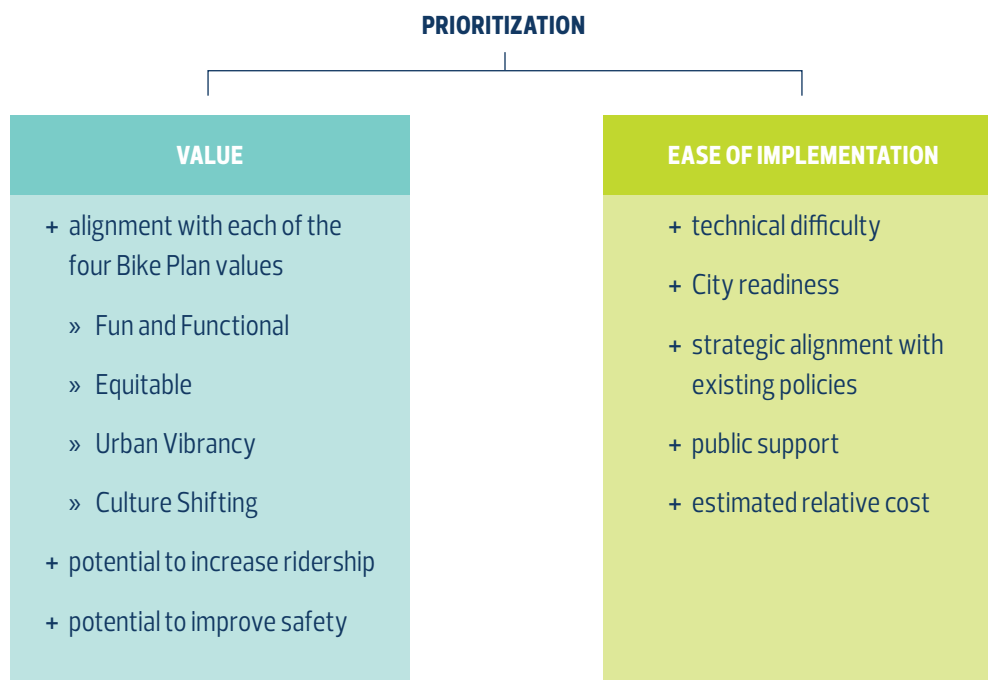 PRIORITIZATION
VALUE
+ alignment with each of the
four Bike Plan values
» Fun and Functional
» Equitable
» Urban Vibrancy
» Culture Shifting
+ potential to increase ridership
+ potential to improve safety
EASE OF IMPLEMENTATION
+ technical difficulty
+ City readiness
+ strategic alignment with
existing policies
+ public support
+ estimated relative cost